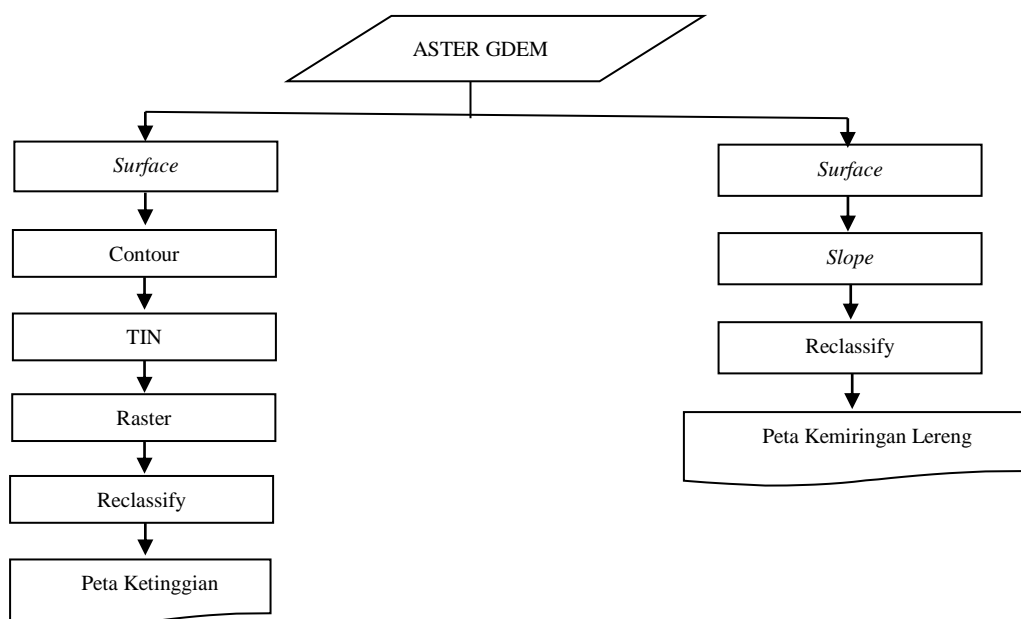 ASTER GDEM
Surface
Contour
TIN
Raster
Reclassify
Peta Ketinggian
Surface
Slope
Reclassify
Peta Kemiringan Lereng